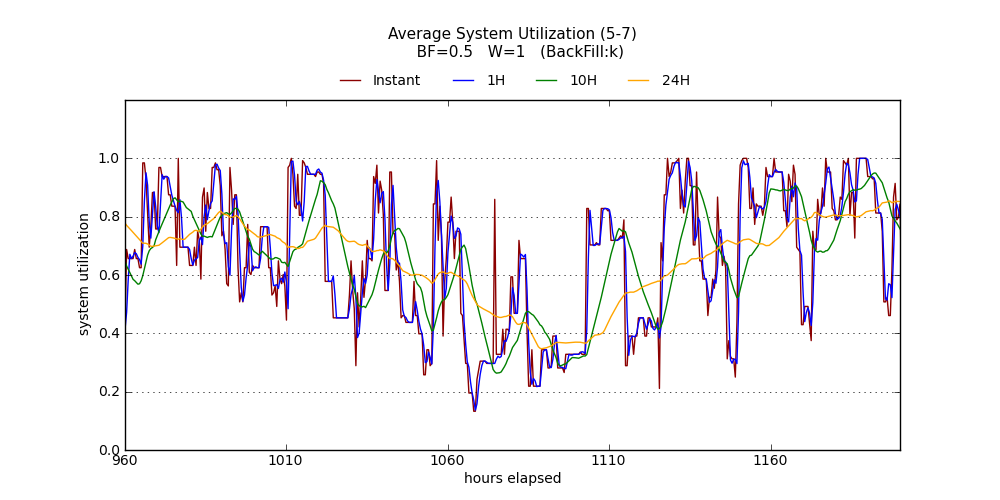 Average System Utilization (5-7)
BF=0.5   W=1   (BackFill:k)
Instant   1H   10H   24H
system utilization
1.0
0.8
0.6
0.4
0.2
0.0
960   1010   1060   1110   1160
hours elapsed